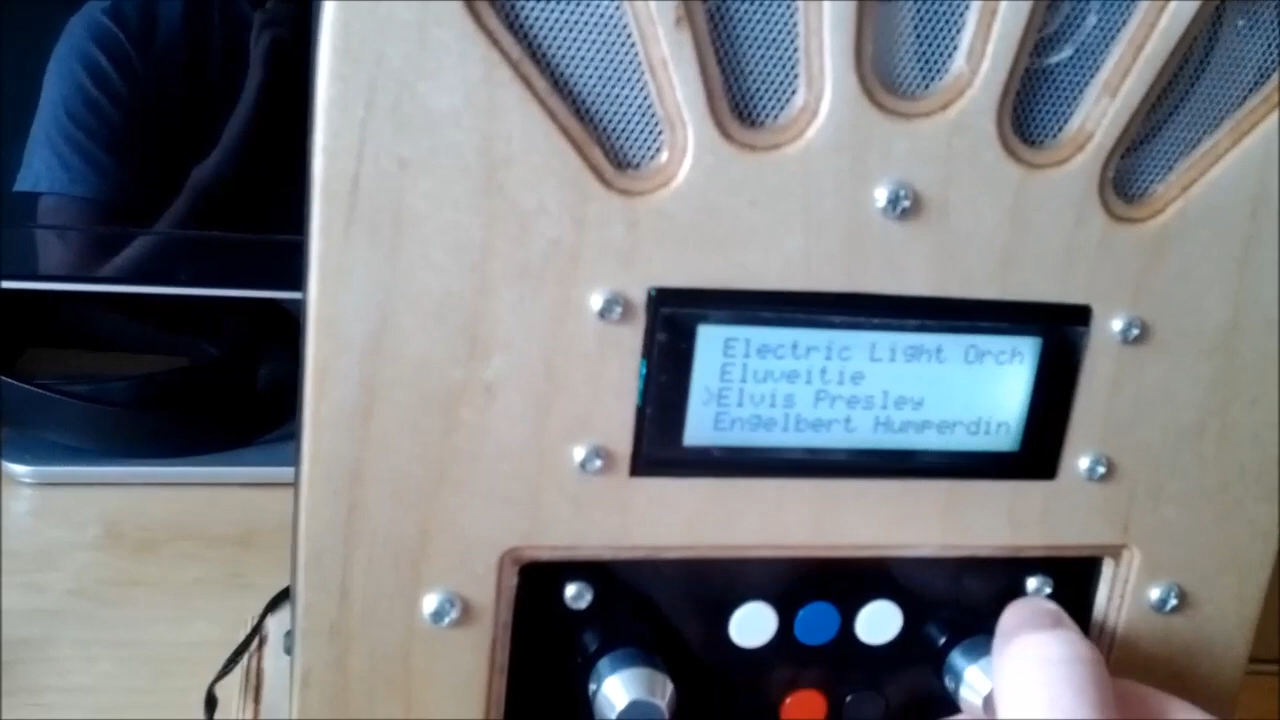 Electric Light Orch
Eluveitie
>Elvis Presley
Engelbert Humperdin